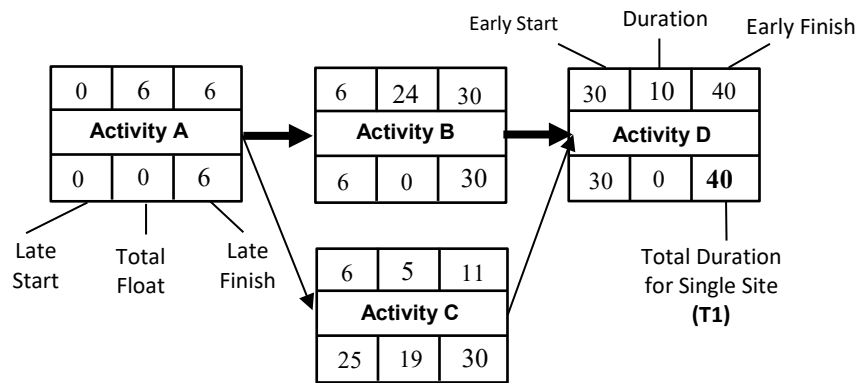 Early Start
Duration
Early Finish
0 6 6
Activity A
0 0 6
6 24 30
Activity B
6 0 30
30 10 40
Activity D
30 0 40
Late
Start
Total
Float
Late
Finish
6 5 11
Activity C
25 19 30
Total Duration
for Single Site
(T1)